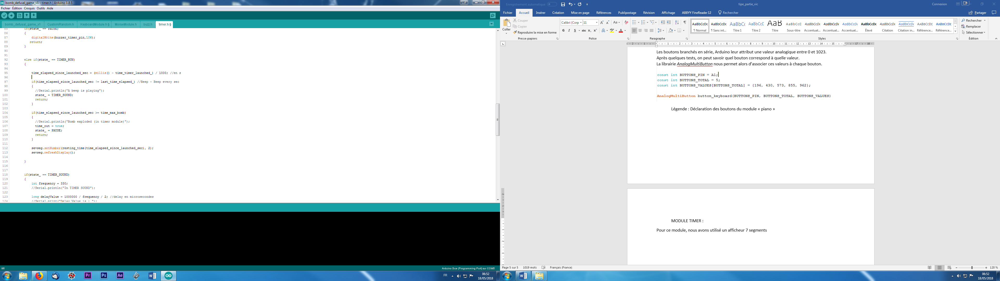 bomb_defusal_game_v1 - timer.h | Arduino 1.8.5
Fichier Édition Croquis Outils Aide
bomb_defusal_game_v1 CustomRandom.h KeyboardModule.h § MorseModule.h buzz.h timer.h §
85 if(state_ == PAUSE)
86 {
87 digitalWrite(buzzer_timer_pin,LOW);
88 return;
89 }
90
91
92 else if(state_ == TIMER_RUN)
93 {
94
95 time_elapsed_since_launched_sec = (millis() - time_timer_launched_) / 1000; //en s
96
97 if(time_elapsed_since_launched_sec != last_time_elapsed_) //Beep - Beep every sec
98 {
99 //Serial.println("A beep is playing");
100 state_ = TIMER_SOUND;
101 return;
102 }
103
104 if(time_elapsed_since_launched_sec >= time_max_bomb)
105 {
106 //Serial.println("Bomb exploded (in timer module)");
107 time_out = true;
108 state_ = PAUSE;
109 return;
110 }
111
112 sevseg.setNumber(resting_time(time_elapsed_since_launched_sec), 2);
113 sevseg.refreshDisplay();
114
115 }
116
117
118 if(state_ == TIMER_SOUND)
119 {
120 int frequency = 330;
121 //Serial.println("In TIMER SOUND");
122
123 long delayValue = 1000000 / frequency / 2; //delay en microsecondes
124 //Serial.print("Delay Value is : ");
96
Arduino Due (Programming Port) sur COM5
Pr Ps Ae
FR
06:52
18/05/2018
Enregistrement automatique
tipe_partie_vic
Connexion
Fichier Accueil Insérer Création Mise en page Références Publipostage Révision Affichage ABBYY FineReader 12 Rechercher
Partager
Coller
Couper
Copier
Reproduire la mise en forme
Presse-papiers
Calibri (Corp 11
Police
Paragraphe
AaBbCcDc AaBbCcDc AaBbCc AaBbCcE AaB AaBbCcD AaBbCcDc AaBbCcDc AaBbCcDc AaBbCcDc AaBbCcDc AaBbCcDc AABBCCDC AABBCCDC
¶ Normal ¶ Sans int... Titre 1 Titre 2 Titre Sous-titre Accentuat... Accentuat... Accentuat... Élevé Citation Citation in... Référence... Référence...
Styles
Rechercher
Remplacer
Sélectionner
Édition
Les boutons branchés en série, Arduino leur attribut une valeur analogique entre 0 et 1023.
Après quelques tests, on peut savoir quel bouton correspond à quelle valeur.
La librairie AnalogMultiButton nous permet alors d’associer ces valeurs à chaque bouton.
const int BUTTONS_PIN = A1;
const int BUTTONS_TOTAL = 5;
const int BUTTONS_VALUES[BUTTONS_TOTAL] = {196, 430, 573, 855, 962};
AnalogMultiButton button_keyboard(BUTTONS_PIN, BUTTONS_TOTAL, BUTTONS_VALUES)
Légende : Déclaration des boutons du module « piano »
MODULE TIMER :
Pour ce module, nous avons utilisé un afficheur 7 segments
Page 5 sur 5 1019 mots Français (France)
120 %
06:52
18/05/2018